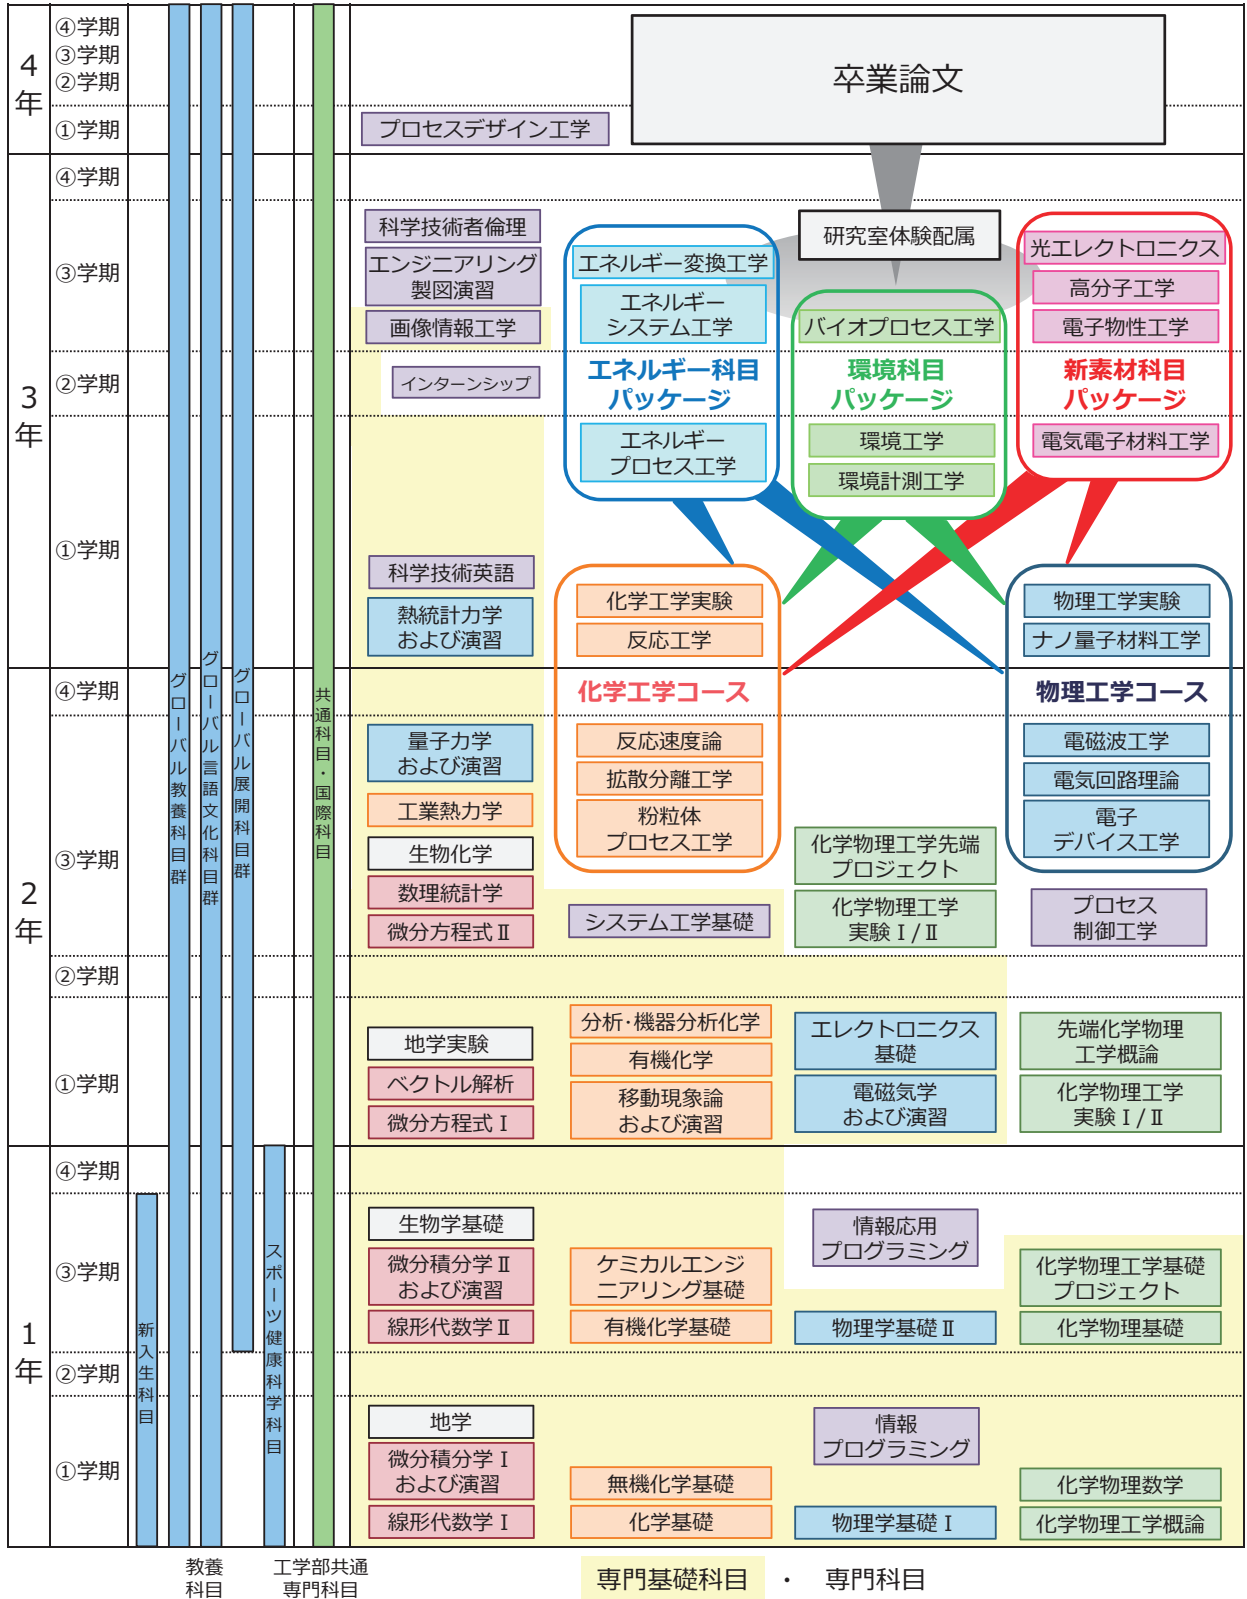 4
年
④学期
③学期
②学期
①学期
卒業論文
プロセスデザイン工学
3
年
④学期
③学期
②学期
①学期
科学技術者倫理
エンジニアリング
製図演習
画像情報工学
インターンシップ
エネルギー変換工学
エネルギー
システム工学
エネルギー科目
パッケージ
エネルギー
プロセス工学
研究室体験配属
バイオプロセス工学
環境科目
パッケージ
環境工学
環境計測工学
光エレクトロニクス
高分子工学
電子物性工学
新素材科目
パッケージ
電気電子材料工学
科学技術英語
熱統計力学
および演習
化学工学実験
反応工学
化学工学コース
反応速度論
拡散分離工学
粉粒体
プロセス工学
物理工学実験
ナノ量子材料工学
物理工学コース
電磁波工学
電気回路理論
電子
デバイス工学
2
年
④学期
③学期
②学期
①学期
量子力学
および演習
工業熱力学
生物化学
数理統計学
微分方程式Ⅱ
システム工学基礎
化学物理工学先端
プロジェクト
化学物理工学
実験Ⅰ/Ⅱ
プロセス
制御工学
地学実験
ベクトル解析
微分方程式Ⅰ
分析・機器分析化学
有機化学
移動現象論
および演習
エレクトロニクス
基礎
電磁気学
および演習
先端化学物理
工学概論
化学物理工学
実験Ⅰ/Ⅱ
1
年
④学期
③学期
②学期
①学期
生物学基礎
微分積分学Ⅱ
および演習
線形代数学Ⅱ
ケミカルエンジ
ニアリング基礎
有機化学基礎
情報応用
プログラミング
物理学基礎Ⅱ
化学物理工学基礎
プロジェクト
化学物理基礎
地学
微分積分学Ⅰ
および演習
線形代数学Ⅰ
無機化学基礎
化学基礎
情報
プログラミング
物理学基礎Ⅰ
化学物理数学
化学物理工学概論
新入生科目
グローバル教養科目群
グローバル言語文化科目群
グローバル展開科目群
スポーツ健康科学科目
共通科目・国際科目
教養
科目
工学部共通
専門科目
専門基礎科目 ・ 専門科目